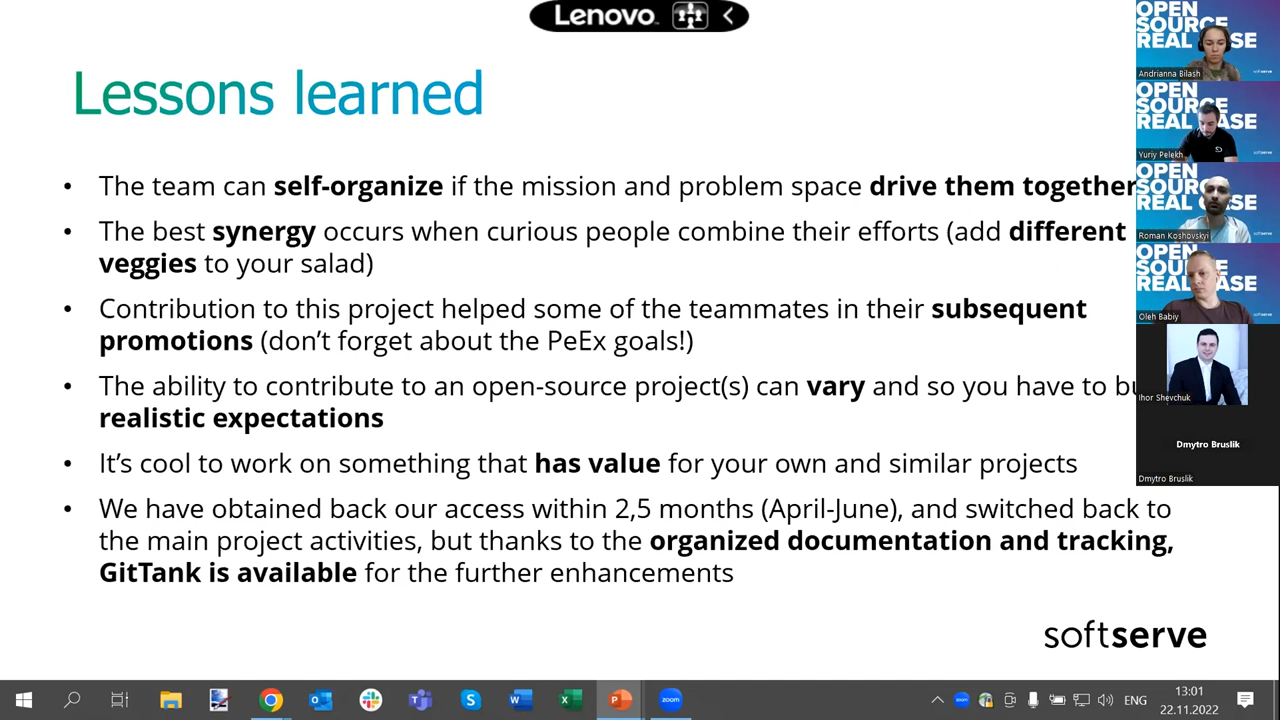 Lenovo
Lessons learned
• The team can self-organize if the mission and problem space drive them together
• The best synergy occurs when curious people combine their efforts (add different
veggies to your salad)
• Contribution to this project helped some of the teammates in their subsequent
promotions (don't forget about the PeEx goals!)
• The ability to contribute to an open-source project(s) can vary and so you have to
realistic expectations
• It's cool to work on something that has value for your own and similar projects
• We have obtained back our access within 2,5 months (April-June), and switched back to
the main project activities, but thanks to the organized documentation and tracking,
GitTank is available for the further enhancements
softserve
OPEN
SOURCE
REAL
Andrianna Bilash
OPEN
SOURCE
REAL
Yuriy Pelekh
OPEN
SOURCE
REAL
Roman Koshovskyi
OPEN
REAL
Oleh Babiy
Ihor Shevchuk
Dmytro Bruslik
Dmytro Bruslik
zoom
ENG
13:01
22.11.2022